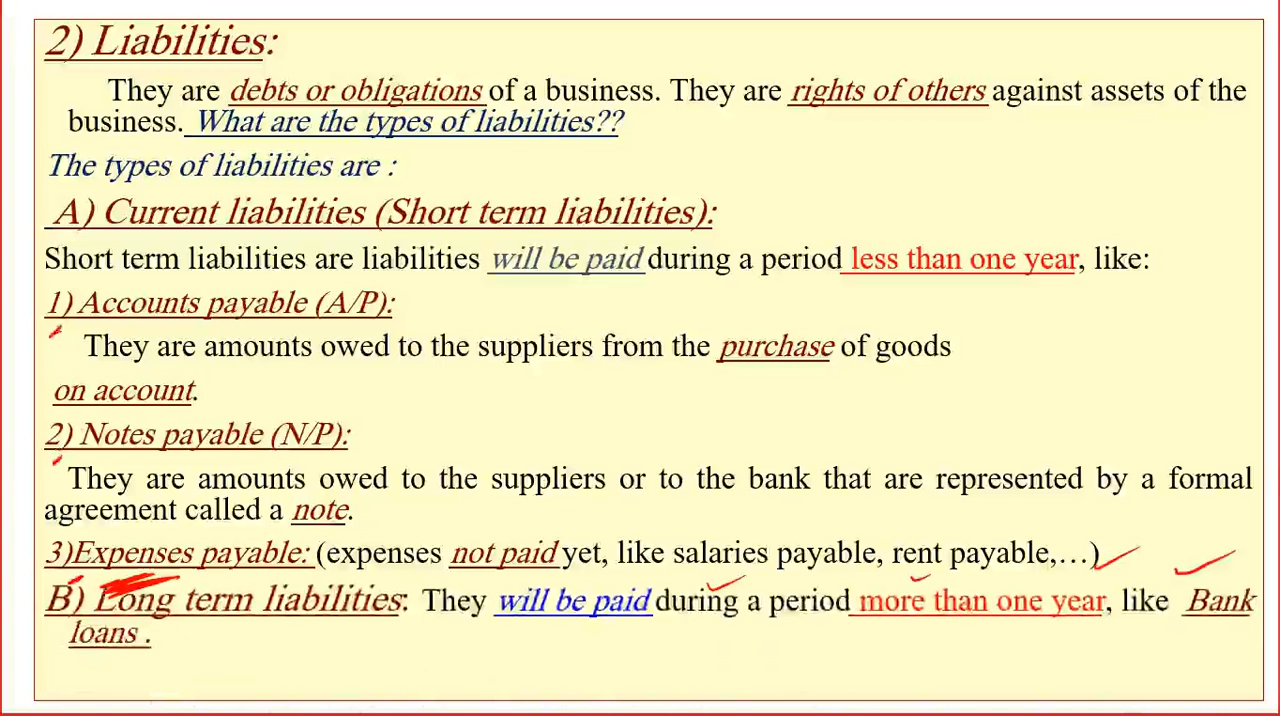 2) Liabilities:
They are debts or obligations of a business. They are rights of others against assets of the
business. What are the types of liabilities??
The types of liabilities are :
A) Current liabilities (Short term liabilities):
Short term liabilities are liabilities will be paid during a period less than one year, like:
1) Accounts payable (A/P):
They are amounts owed to the suppliers from the purchase of goods
on account.
2) Notes payable (N/P):
They are amounts owed to the suppliers or to the bank that are represented by a formal
agreement called a note.
3)Expenses payable: (expenses not paid yet, like salaries payable, rent payable,…)
B) Long term liabilities: They will be paid during a period more than one year, like Bank
loans .